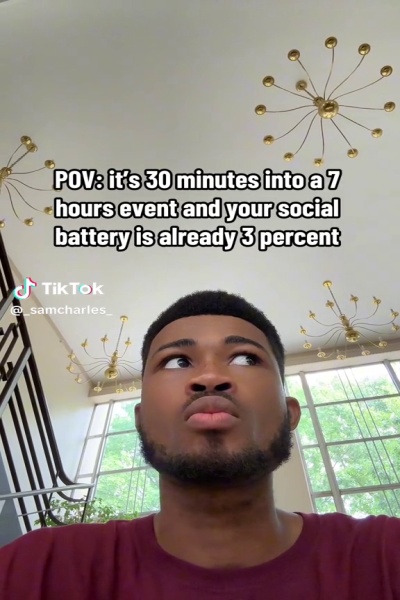 POV: it's 30 minutes into a 7
hours event and your social
battery is already 3 percent
TikTok
@_samcharles_